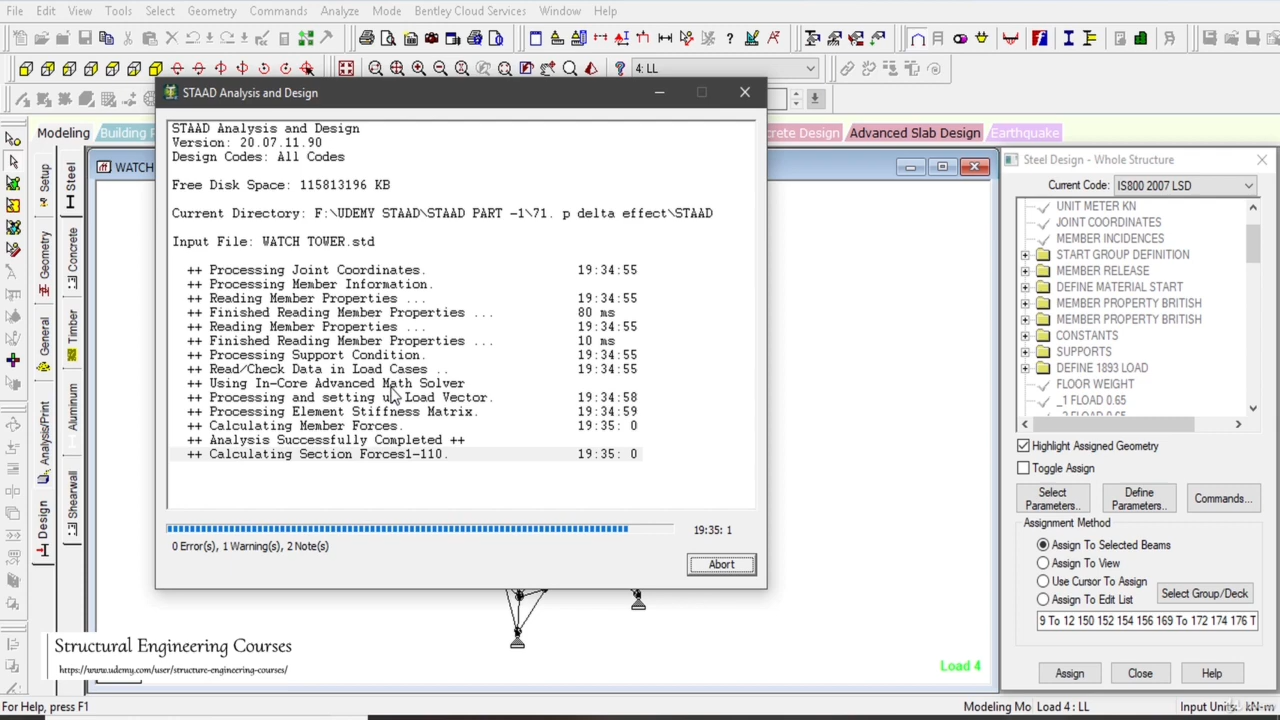 File Edit View Tools Select Geometry Commands Analyze Mode Bentley Cloud Services Window Help
4: LL
STAAD Analysis and Design
Modeling Building P crete Design Advanced Slab Design Earthquake
WATCH
STAAD Analysis and Design
Version: 20.07.11.90
Design Codes: All Codes
Free Disk Space: 115813196 KB
Current Directory: F:\UDEMY STAAD\STAAD PART -1\71. p delta effect\STAAD
Input File: WATCH TOWER.std
++ Processing Joint Coordinates. 19:34:55
++ Processing Member Information.
++ Reading Member Properties ... 19:34:55
++ Finished Reading Member Properties ... 80 ms
++ Reading Member Properties ... 19:34:55
++ Finished Reading Member Properties ... 10 ms
++ Processing Support Condition. 19:34:55
++ Read/Check Data in Load Cases .. 19:34:55
++ Using In-Core Advanced Math Solver
++ Processing and setting up Load Vector. 19:34:58
++ Processing Element Stiffness Matrix. 19:34:59
++ Calculating Member Forces. 19:35: 0
++ Analysis Successfully Completed ++
++ Calculating Section Forces1-110. 19:35: 0
19:35: 1
0 Error(s), 1 Warning(s), 2 Note(s)
Abort
Setup
Geometry
General
Analysis/Print
Design
Steel
Concrete
Timber
Aluminum
Shearwall
Steel Design - Whole Structure
Current Code: IS800 2007 LSD
UNIT METER KN
JOINT COORDINATES
MEMBER INCIDENCES
START GROUP DEFINITION
MEMBER RELEASE
DEFINE MATERIAL START
MEMBER PROPERTY BRITISH
MEMBER PROPERTY BRITISH
CONSTANTS
SUPPORTS
DEFINE 1893 LOAD
FLOOR WEIGHT
_1 FLOAD 0.65
Highlight Assigned Geometry
Toggle Assign
Select Parameters..
Define Parameters..
Commands...
Assignment Method
Assign To Selected Beams
Assign To View
Use Cursor To Assign
Select Group/Deck
Assign To Edit List
9 To 12 150 152 154 156 169 To 172 174 176 T
Assign Close Help
Structural Engineering Courses
https://www.udemy.com/user/structure-engineering-courses/
Load 4
For Help, press F1
Modeling Mo Load 4 : LL Input Units: kN-m